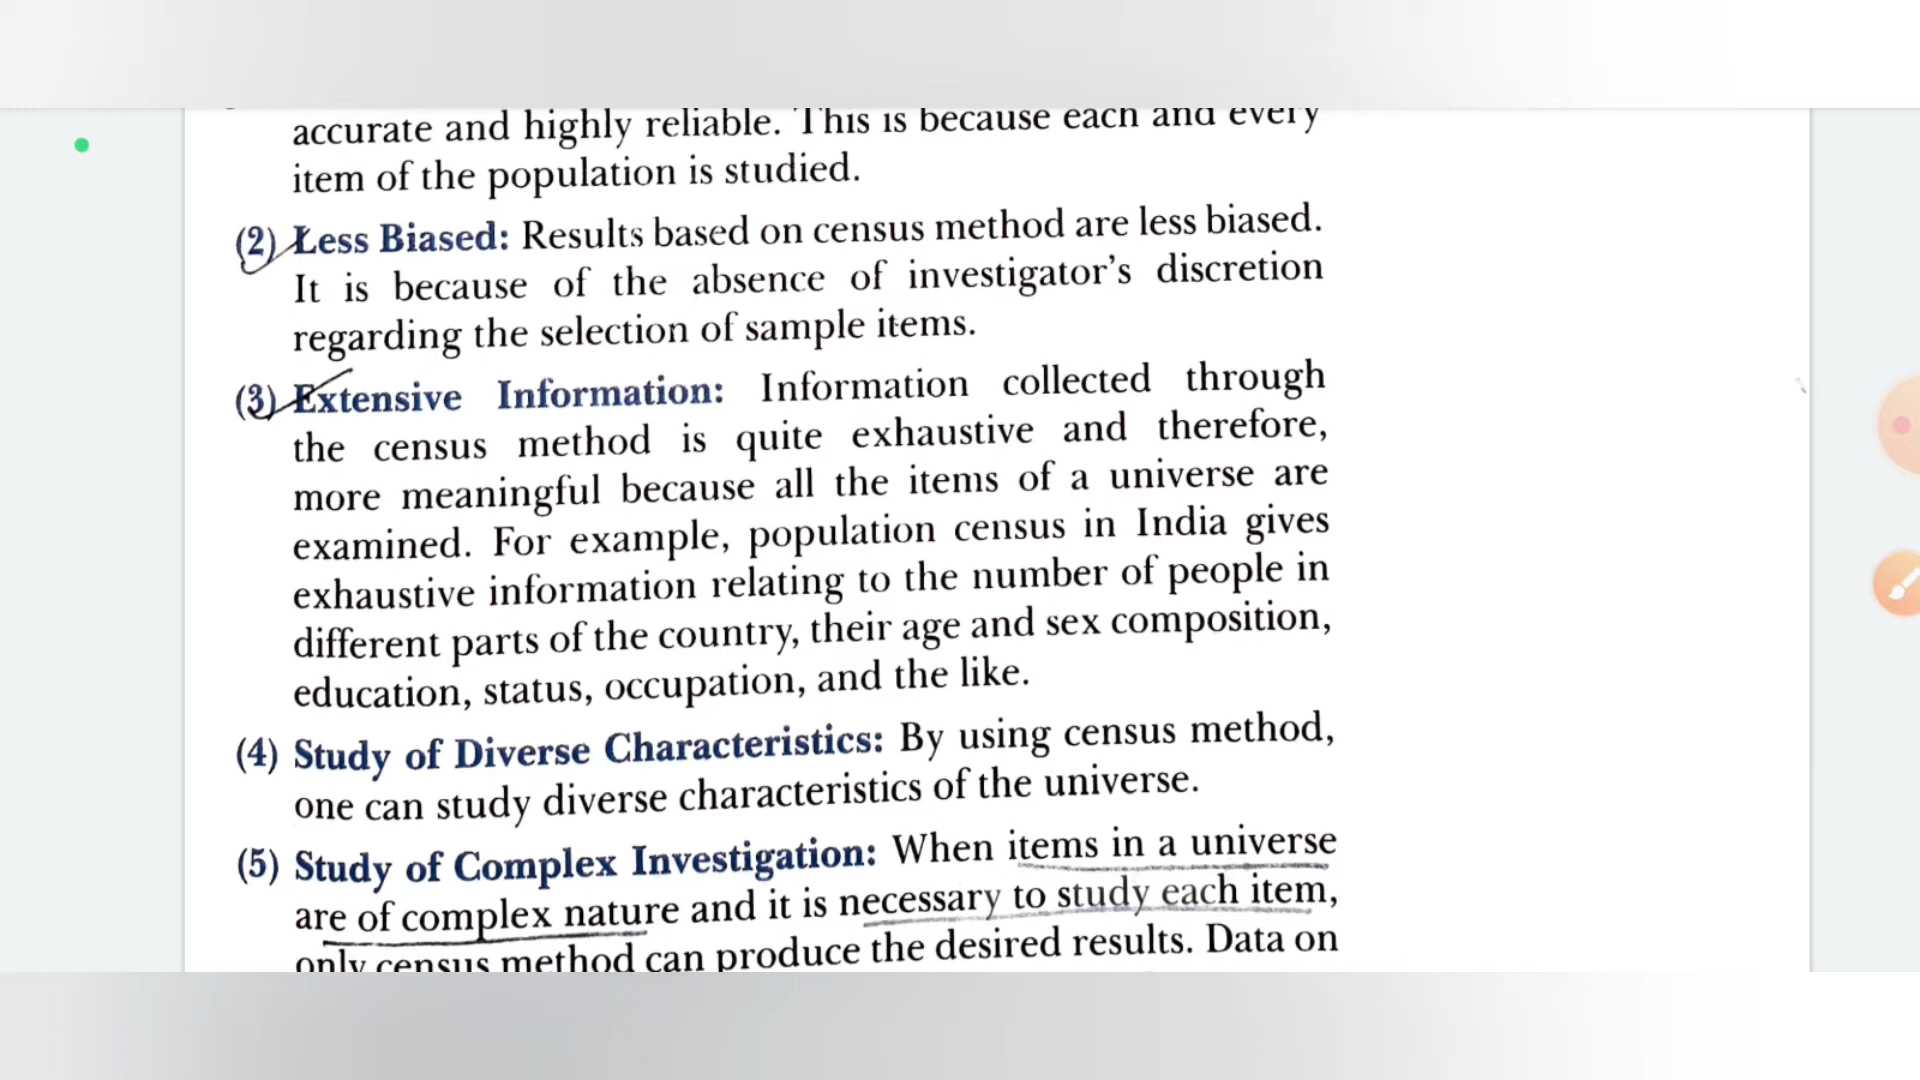 accurate and highly reliable. This is because each and every
item of the population is studied.
(2) Less Biased: Results based on census method are less biased.
It is because of the absence of investigator's discretion
regarding the selection of sample items.
(3) Extensive Information: Information collected through
the census method is quite exhaustive and therefore,
more meaningful because all the items of a universe are
examined. For example, population census in India gives
exhaustive information relating to the number of people in
different parts of the country, their age and sex composition,
education, status, occupation, and the like.
(4) Study of Diverse Characteristics: By using census method,
one can study diverse characteristics of the universe.
(5) Study of Complex Investigation: When items in a universe
are of complex nature and it is necessary to study each item,
only census method can produce the desired results. Data on